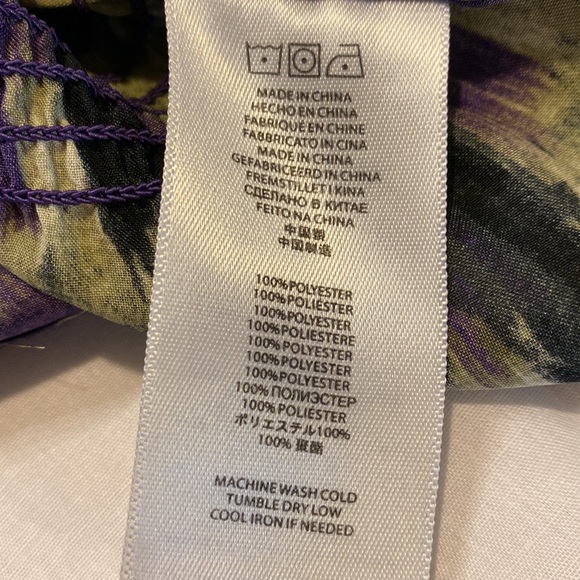 MADE IN CHINA
HECHO EN CHINA
FABRIQUE EN CHINE
FABBRICATO IN CINA
MADE IN CHINA
GEFABRICEERD IN CHINA
FREMSTILLET I KINA
СДЕЛАНО В КИТАЕ
FEITO NA CHINA
中国製
中国制造
100% POLYESTER
100% POLIÉSTER
100% POLYESTER
100% POLIESTERE
100% POLYESTER
100% POLYESTER
100% POLYESTER
100% ПОЛИЭСТЕР
100% POLIÉSTER
ポリエステル100%
100% 聚酯
MACHINE WASH COLD
TUMBLE DRY LOW
COOL IRON IF NEEDED